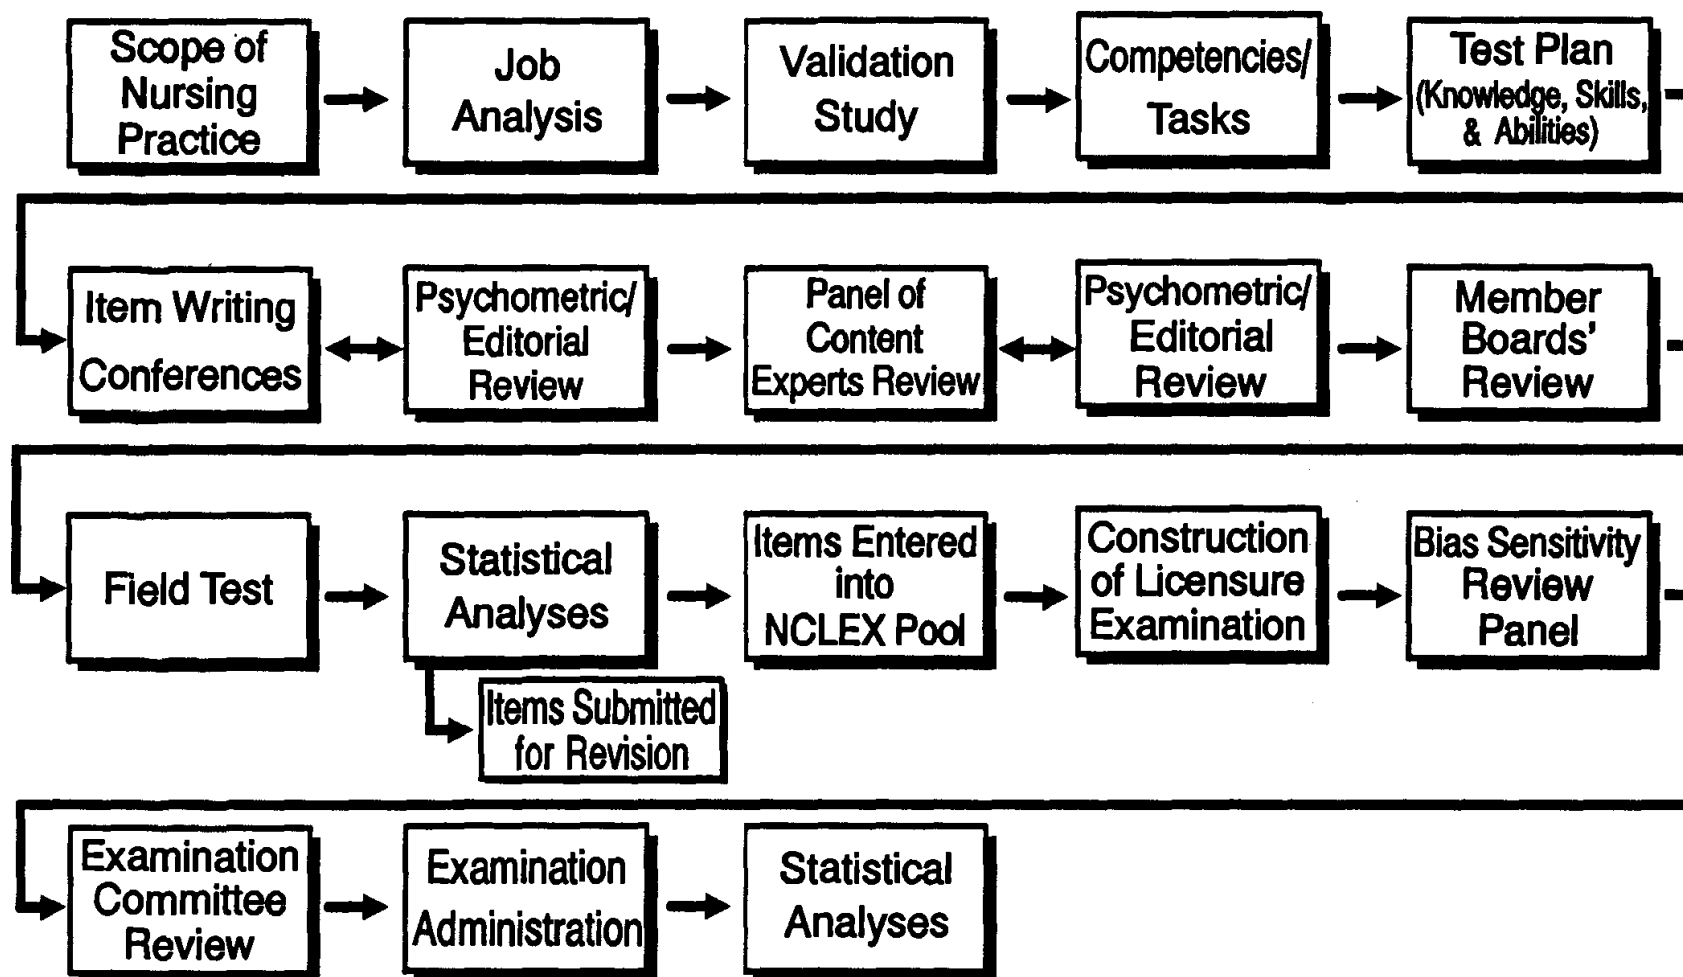 Scope of
Nursing
Practice
Job
Analysis
Validation
Study
Competencies/
Tasks
Test Plan
(Knowledge, Skills,
& Abilities)
Item Writing
Conferences
Psychometric/
Editorial
Review
Panel of
Content
Experts Review
Psychometric/
Editorial
Review
Member
Boards'
Review
Field Test
Statistical
Analyses
Items Submitted
for Revision
Items Entered
into
NCLEX Pool
Construction
of Licensure
Examination
Bias Sensitivity
Review
Panel
Examination
Committee
Review
Examination
Administration
Statistical
Analyses